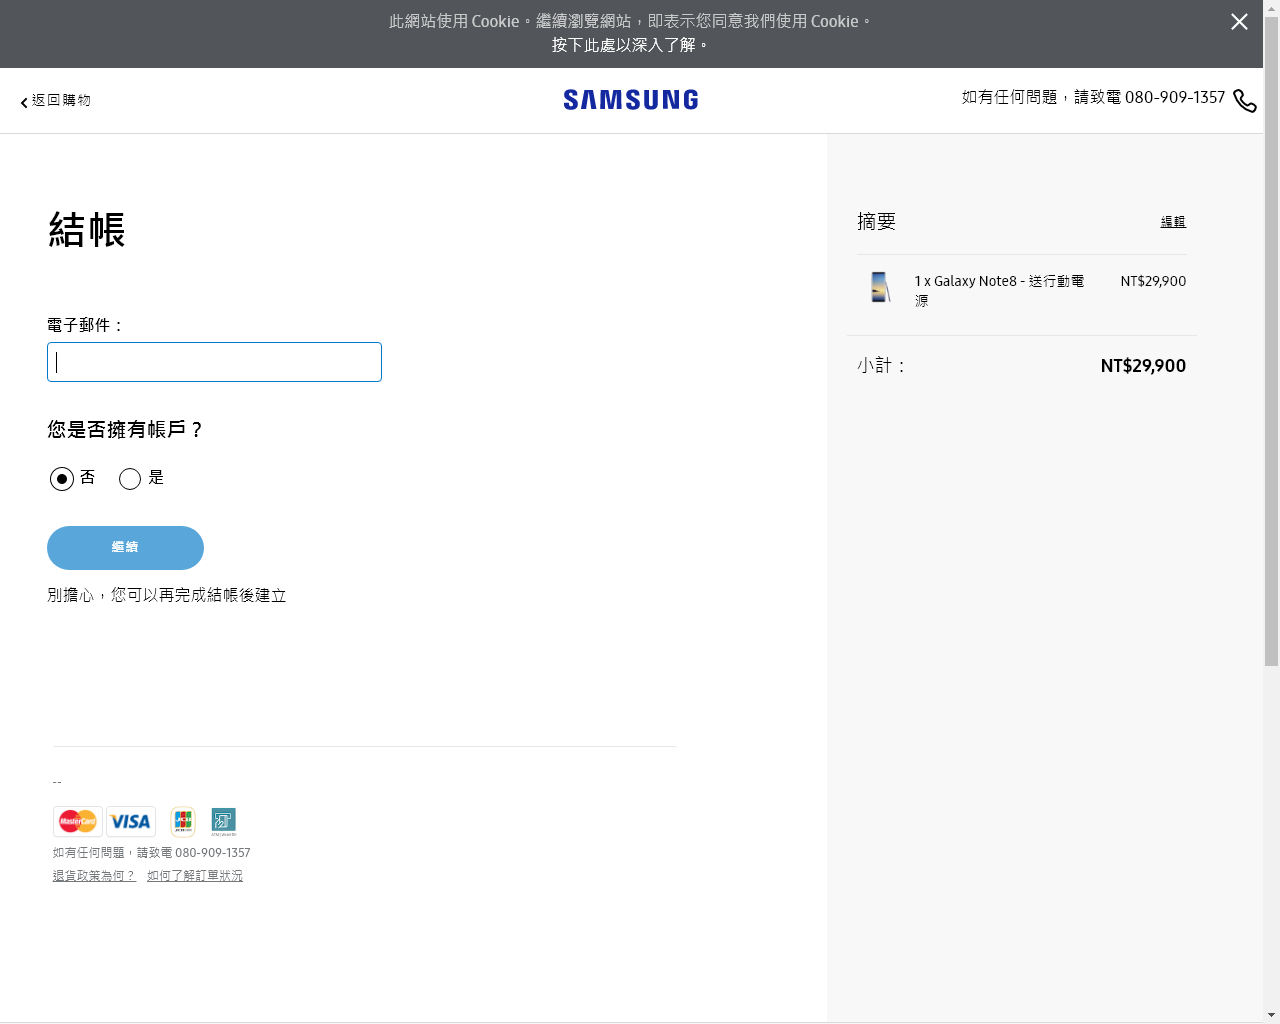 此網站使用 Cookie。繼續瀏覽網站，即表示您同意我們使用 Cookie。
按下此處以深入了解。
返回購物
SAMSUNG
如有任何問題，請致電 080-909-1357
結帳
電子郵件：
您是否擁有帳戶？
否
是
繼續
別擔心，您可以再完成結帳後建立
摘要
編輯
1 x Galaxy Note8 - 送行動電
源
NT$29,900
小計：
NT$29,900
--
MasterCard
VISA
JCB
如有任何問題，請致電 080-909-1357
退貨政策為何？
如何了解訂單狀況